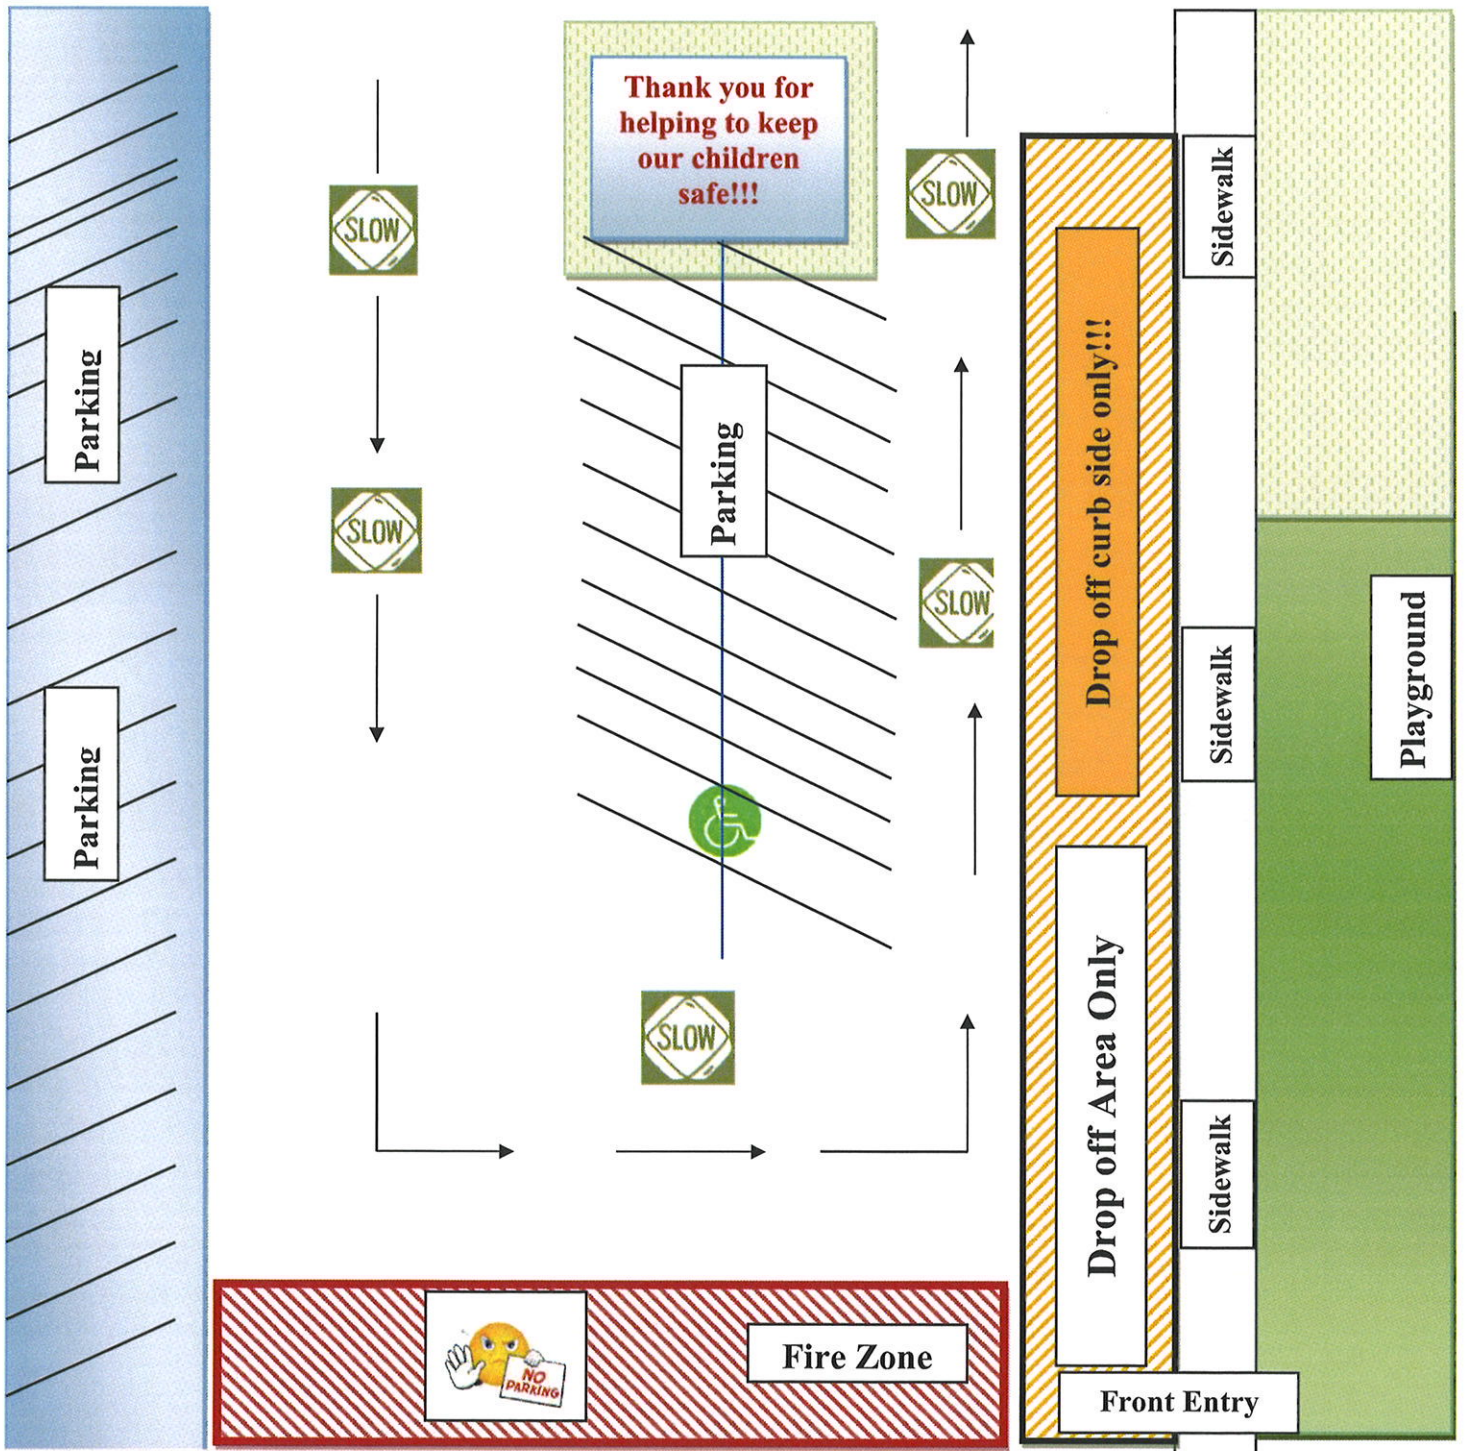 Thank you for
helping to keep
our children
safe!!!
SLOW
SLOW
SLOW
SLOW
SLOW
Parking
Parking
Parking
Drop off curb side only!!!
Drop off Area Only
Sidewalk
Sidewalk
Sidewalk
Playground
NO
PARKING
Fire Zone
Front Entry